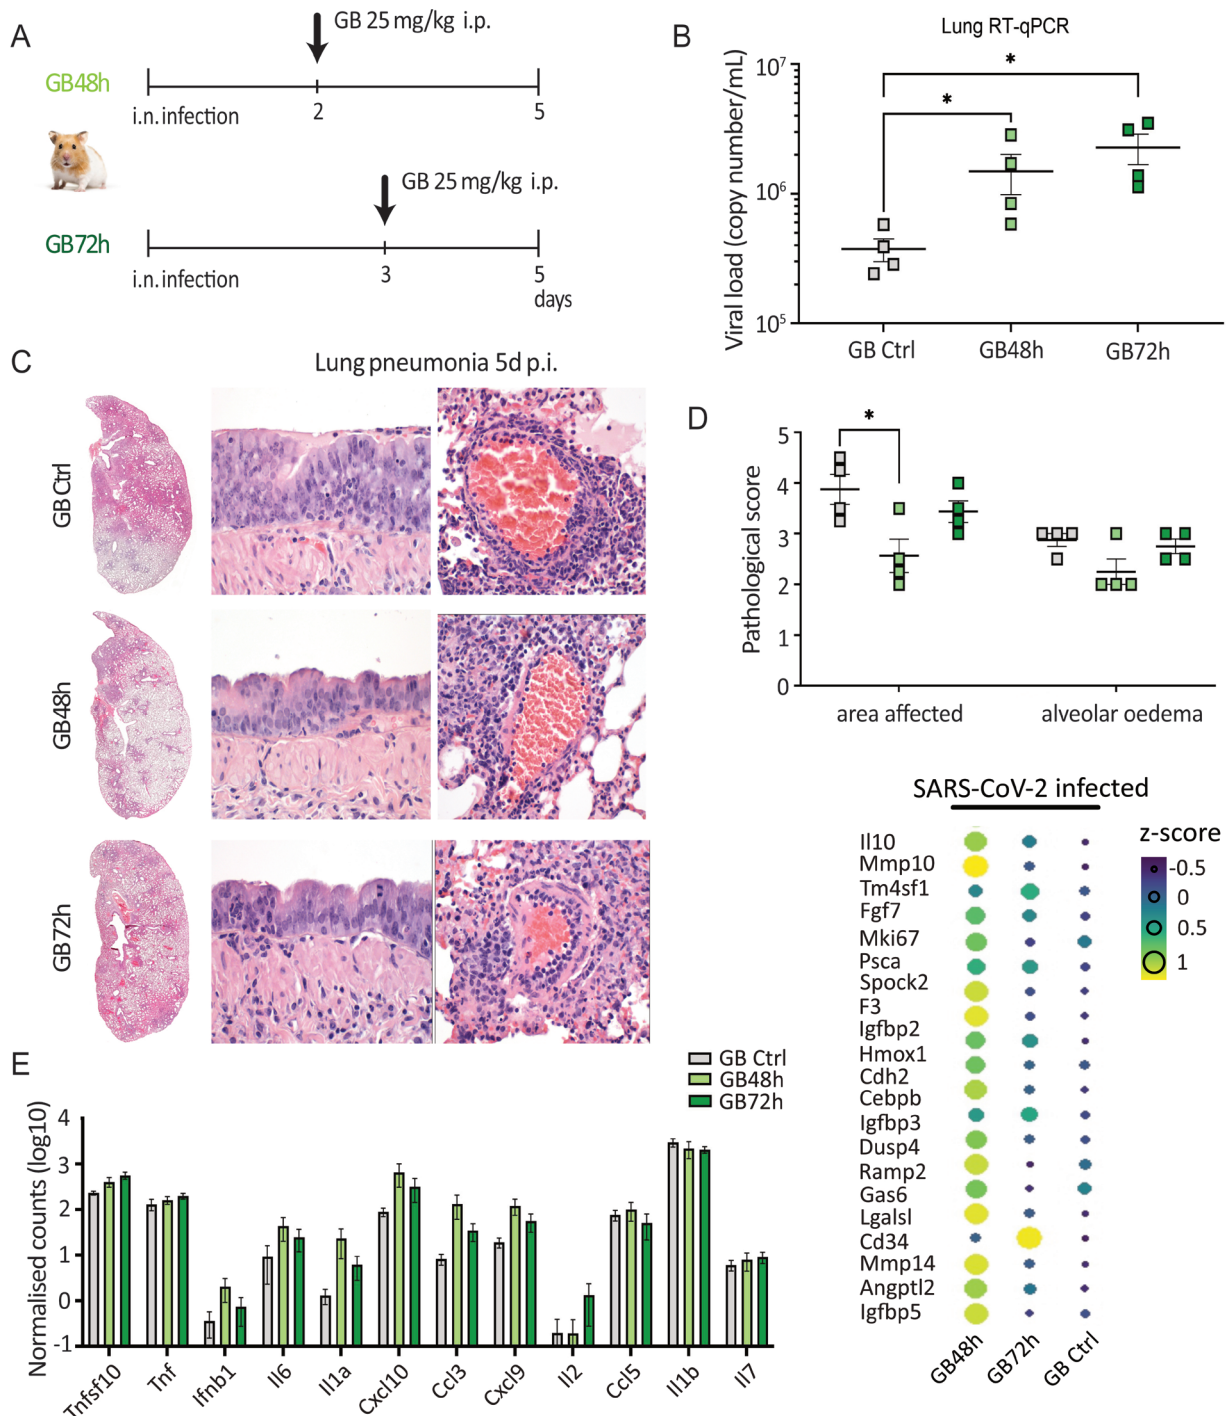 A
GB 25 mg/kg i.p.
GB48h
i.n. infection
2
5
GB 25 mg/kg i.p.
GB72h
i.n. infection
3
5
days
B
Lung RT-qPCR
*
*
Viral load (copy number/mL)
10⁷
10⁶
10⁵
GB Ctrl
GB48h
GB72h
C
Lung pneumonia 5d p.i.
GB Ctrl
GB48h
GB72h
D
*
Pathological score
5
4
3
2
1
0
area affected
alveolar oedema
E
GB Ctrl
GB48h
GB72h
Normalised counts (log10)
4
3
2
1
0
-1
Tnfsf10
Tnf
Ifnb1
Il6
Il1a
Cxcl10
Ccl3
Cxcl9
Il2
Ccl5
Il1b
Il7
SARS-CoV-2 infected
Il10
Mmp10
Tm4sf1
Fgf7
Mki67
Psca
Spock2
F3
Igfbp2
Hmox1
Cdh2
Cebpb
Igfbp3
Dusp4
Ramp2
Gas6
Lgalsl
Cd34
Mmp14
Angptl2
Igfbp5
GB48h
GB72h
GB Ctrl
z-score
-0.5
0
0.5
1